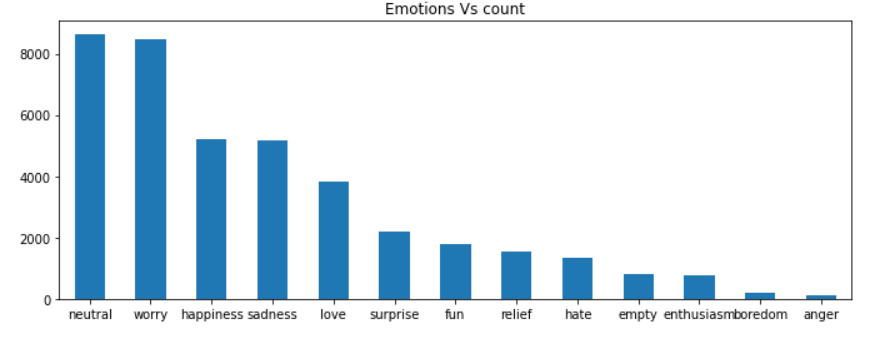 Emotions Vs count
8000
6000
4000
2000
0
neutral worry happiness sadness love surprise fun relief hate empty enthusiasm boredom anger